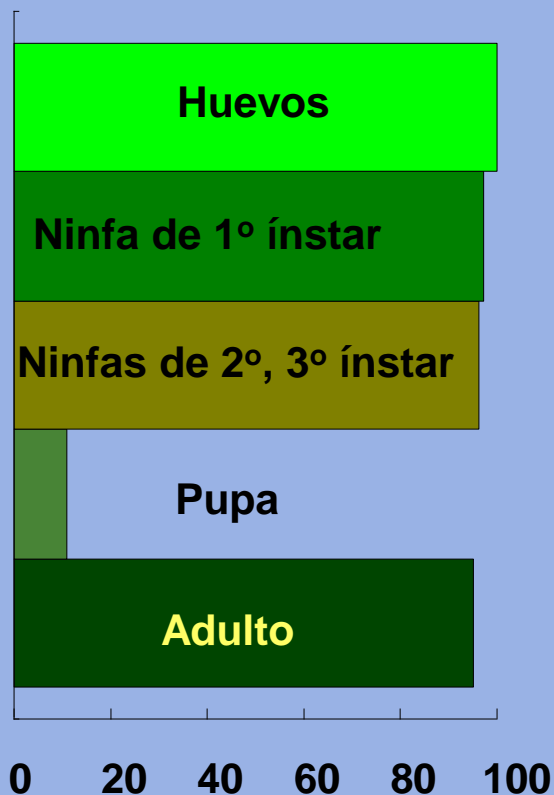 Huevos
Ninfa de 1º ínstar
Ninfas de 2º, 3º ínstar
Pupa
Adulto
0 20 40 60 80 100